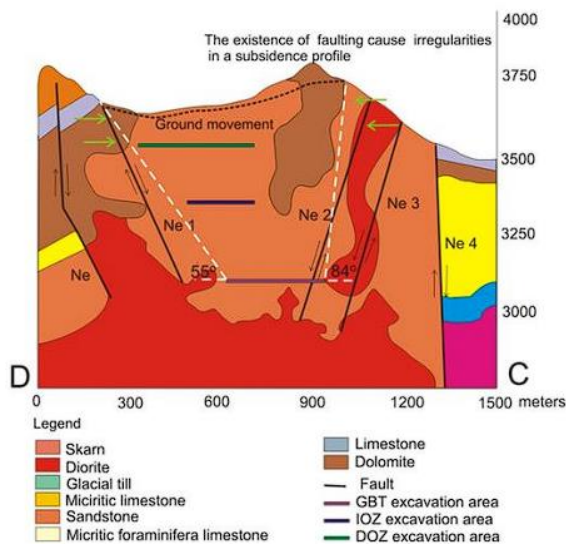 4000
The existence of faulting cause irregularities
in a subsidence profile
3750
Ground movement
3500
Ne 1
Ne 2
Ne 3
3250
Ne
Ne 4
55º
84º
3000
D
C
0 300 600 900 1200 1500 meters
Legend
Skarn
Diorite
Glacial till
Miciritic limestone
Sandstone
Micritic foraminifera limestone
Limestone
Dolomite
Fault
GBT excavation area
IOZ excavation area
DOZ excavation area